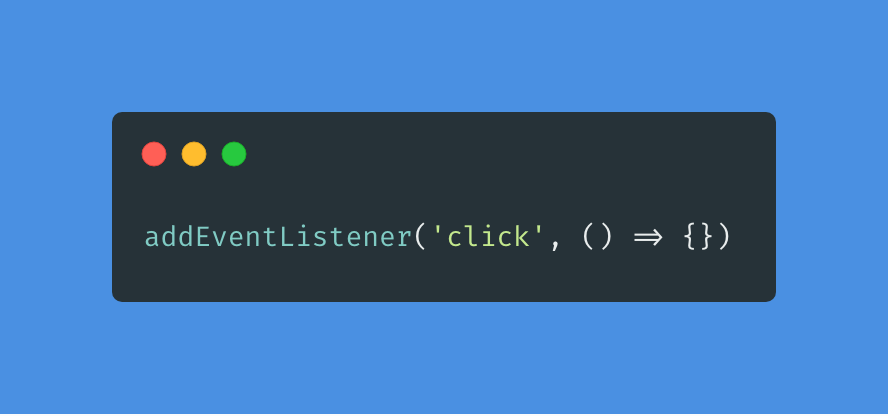 addEventListener('click', () => {})